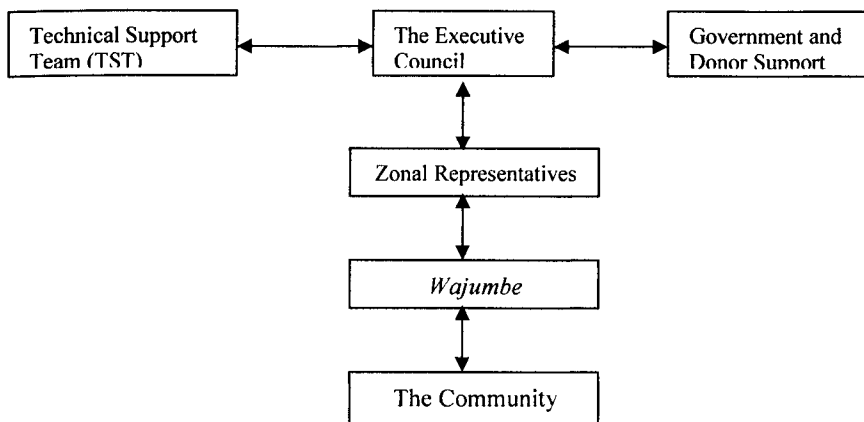 Technical Support
Team (TST)
The Executive
Council
Government and
Donor Support
Zonal Representatives
Wajumbe
The Community